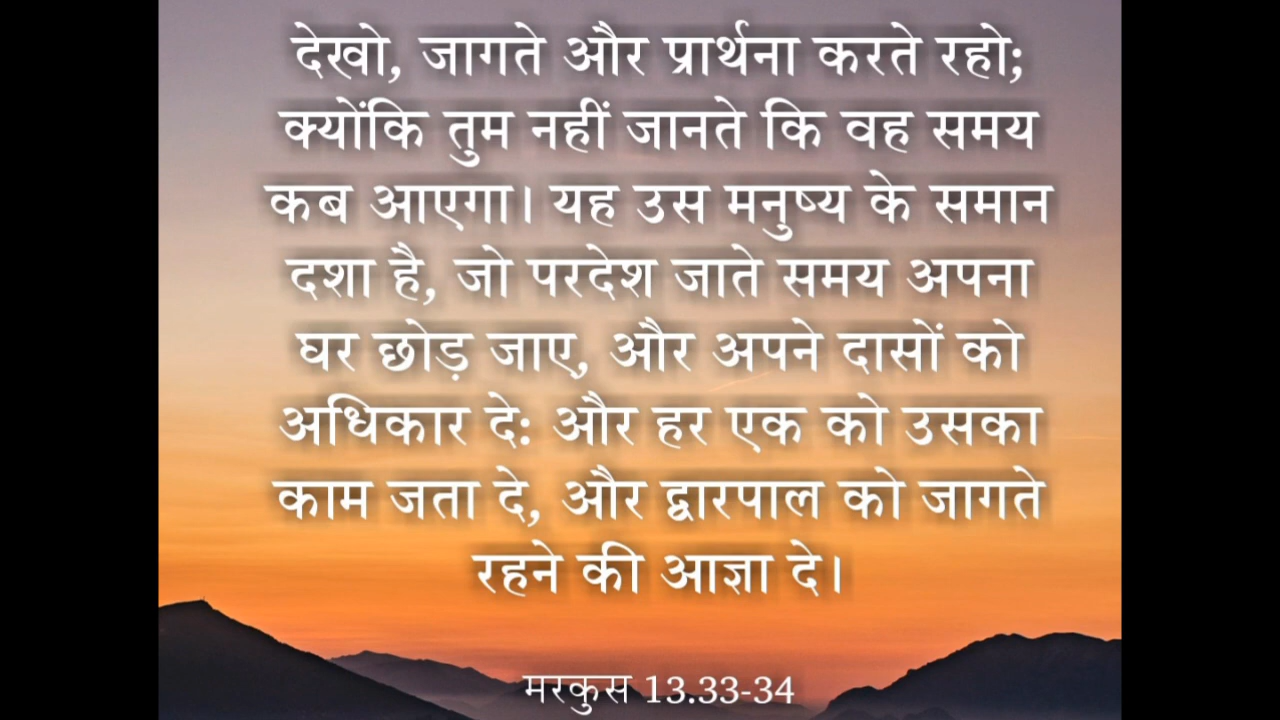 देखो, जागते और प्रार्थना करते रहो;
क्योंकि तुम नहीं जानते कि वह समय
कब आएगा। यह उस मनुष्य के समान
दशा है, जो परदेश जाते समय अपना
घर छोड़ जाए, और अपने दासों को
अधिकार दे: और हर एक को उसका
काम जता दे, और द्वारपाल को जागते
रहने की आज्ञा दे।
मरकुस 13.33-34